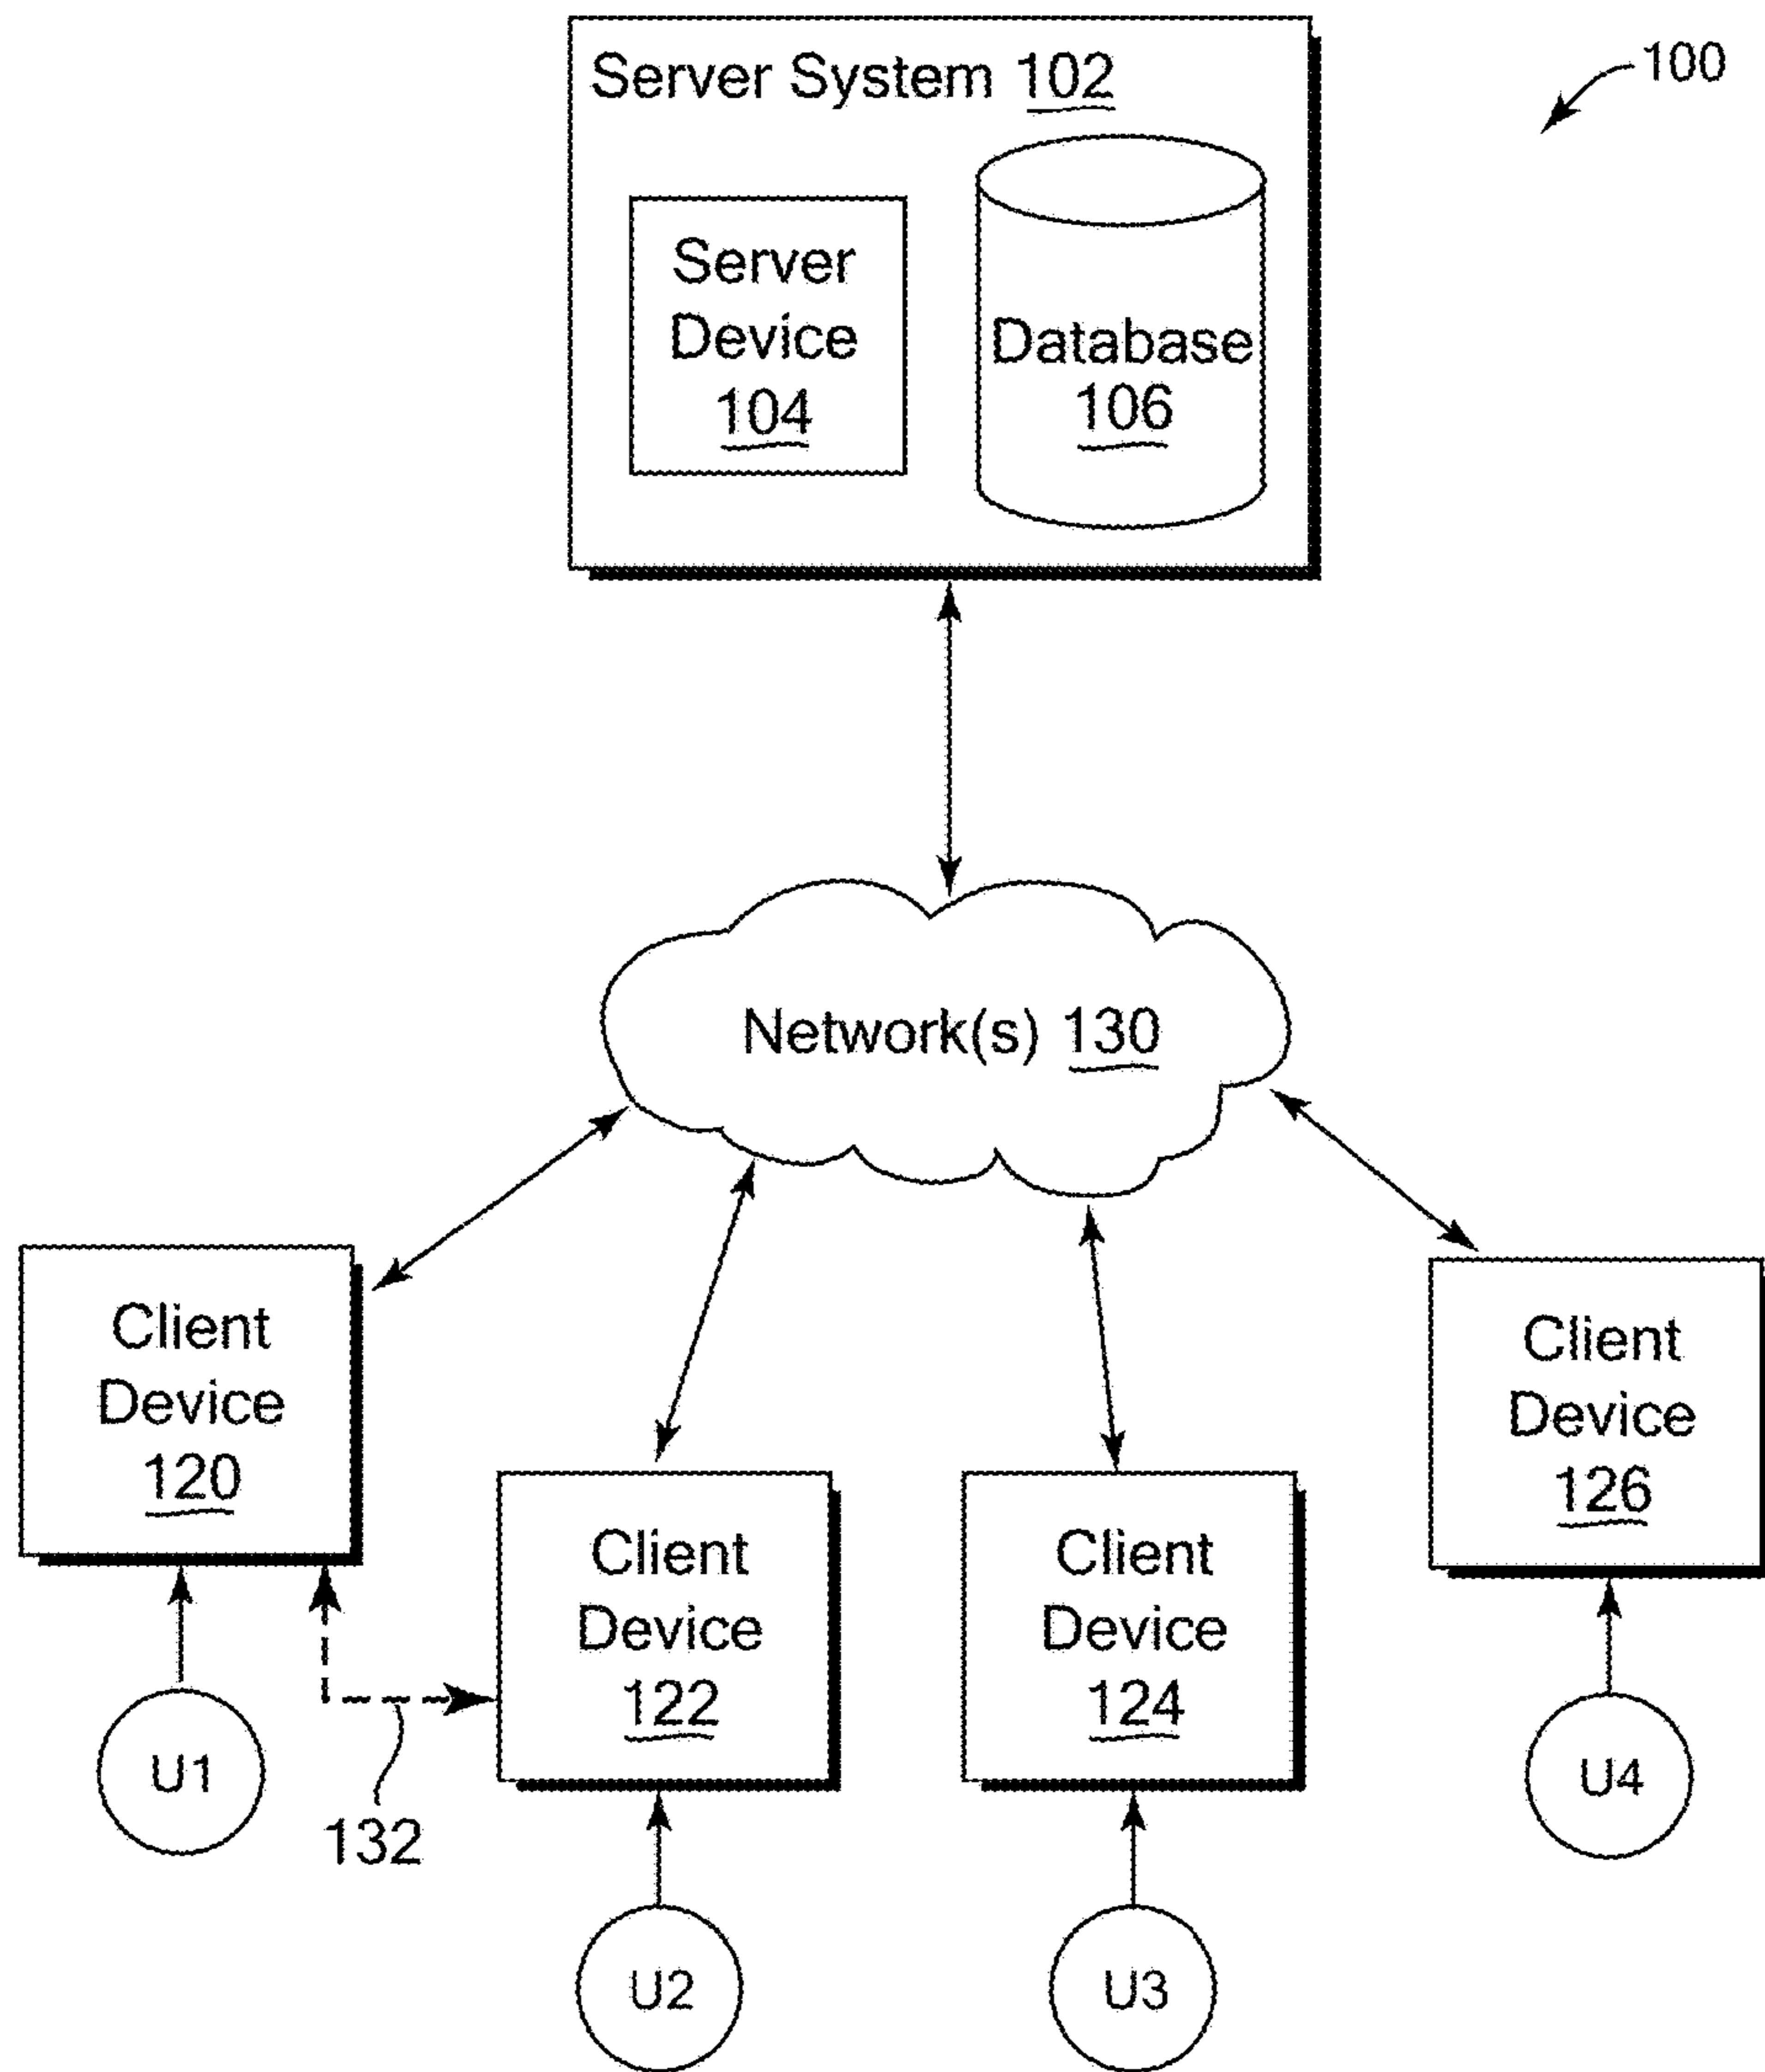 Server System 102
100
Server
Device
104
Database
106
Network(s) 130
Client
Device
120
Client
Device
122
Client
Device
124
Client
Device
126
U1
132
U2
U3
U4